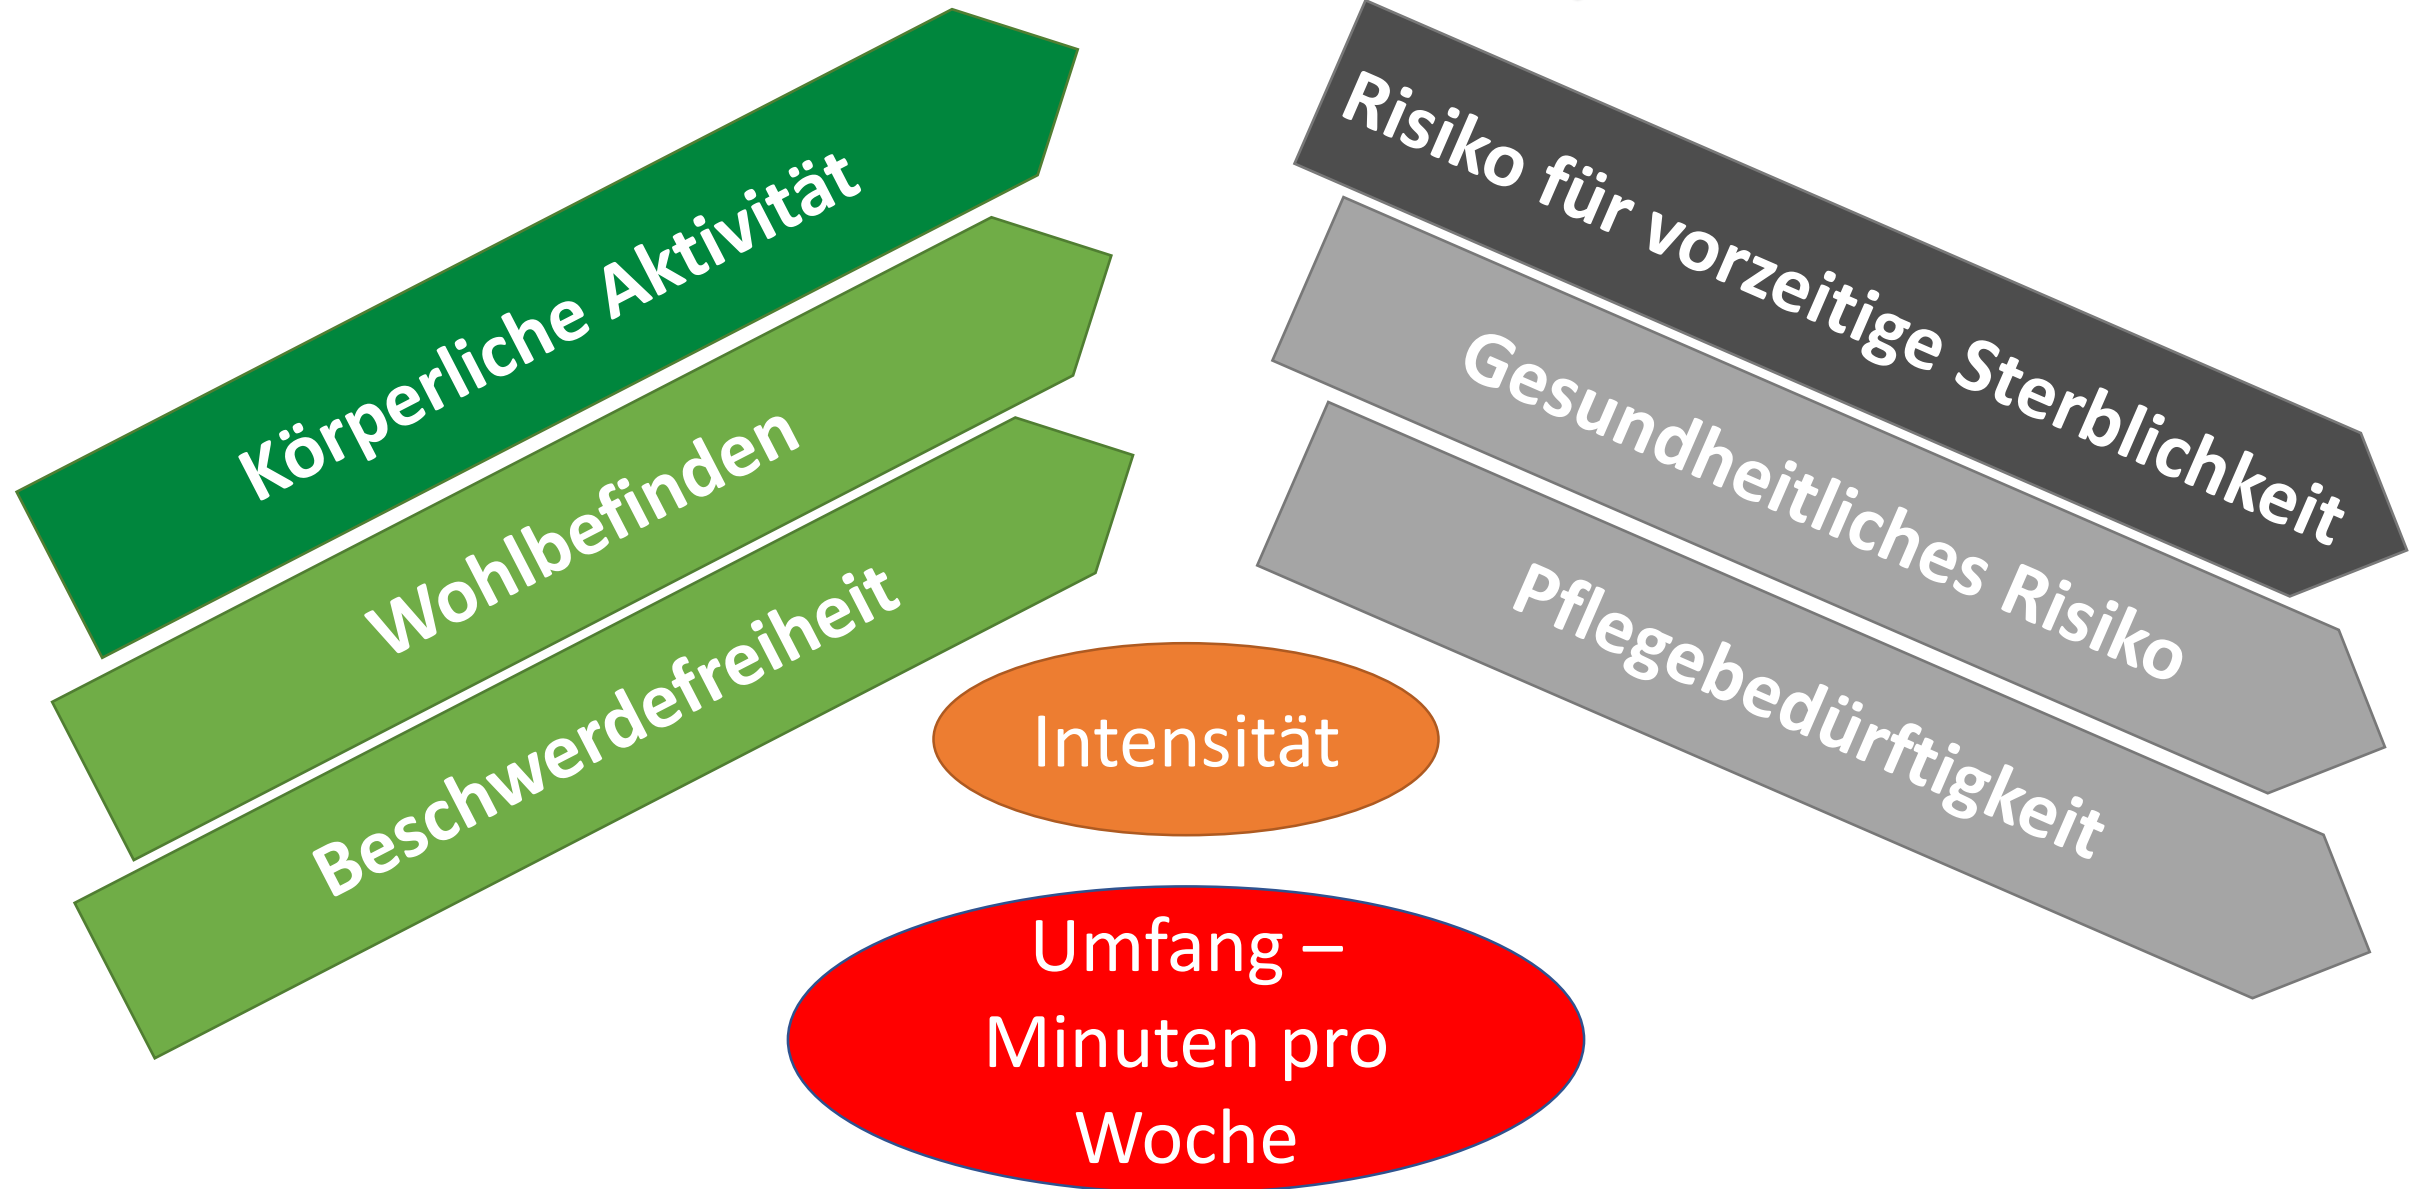 Körperliche Aktivität
Wohlbefinden
Beschwerdefreiheit
Risiko für vorzeitige Sterblichkeit
Gesundheitliches Risiko
Pflegebedürftigkeit
Intensität
Umfang –
Minuten pro
Woche